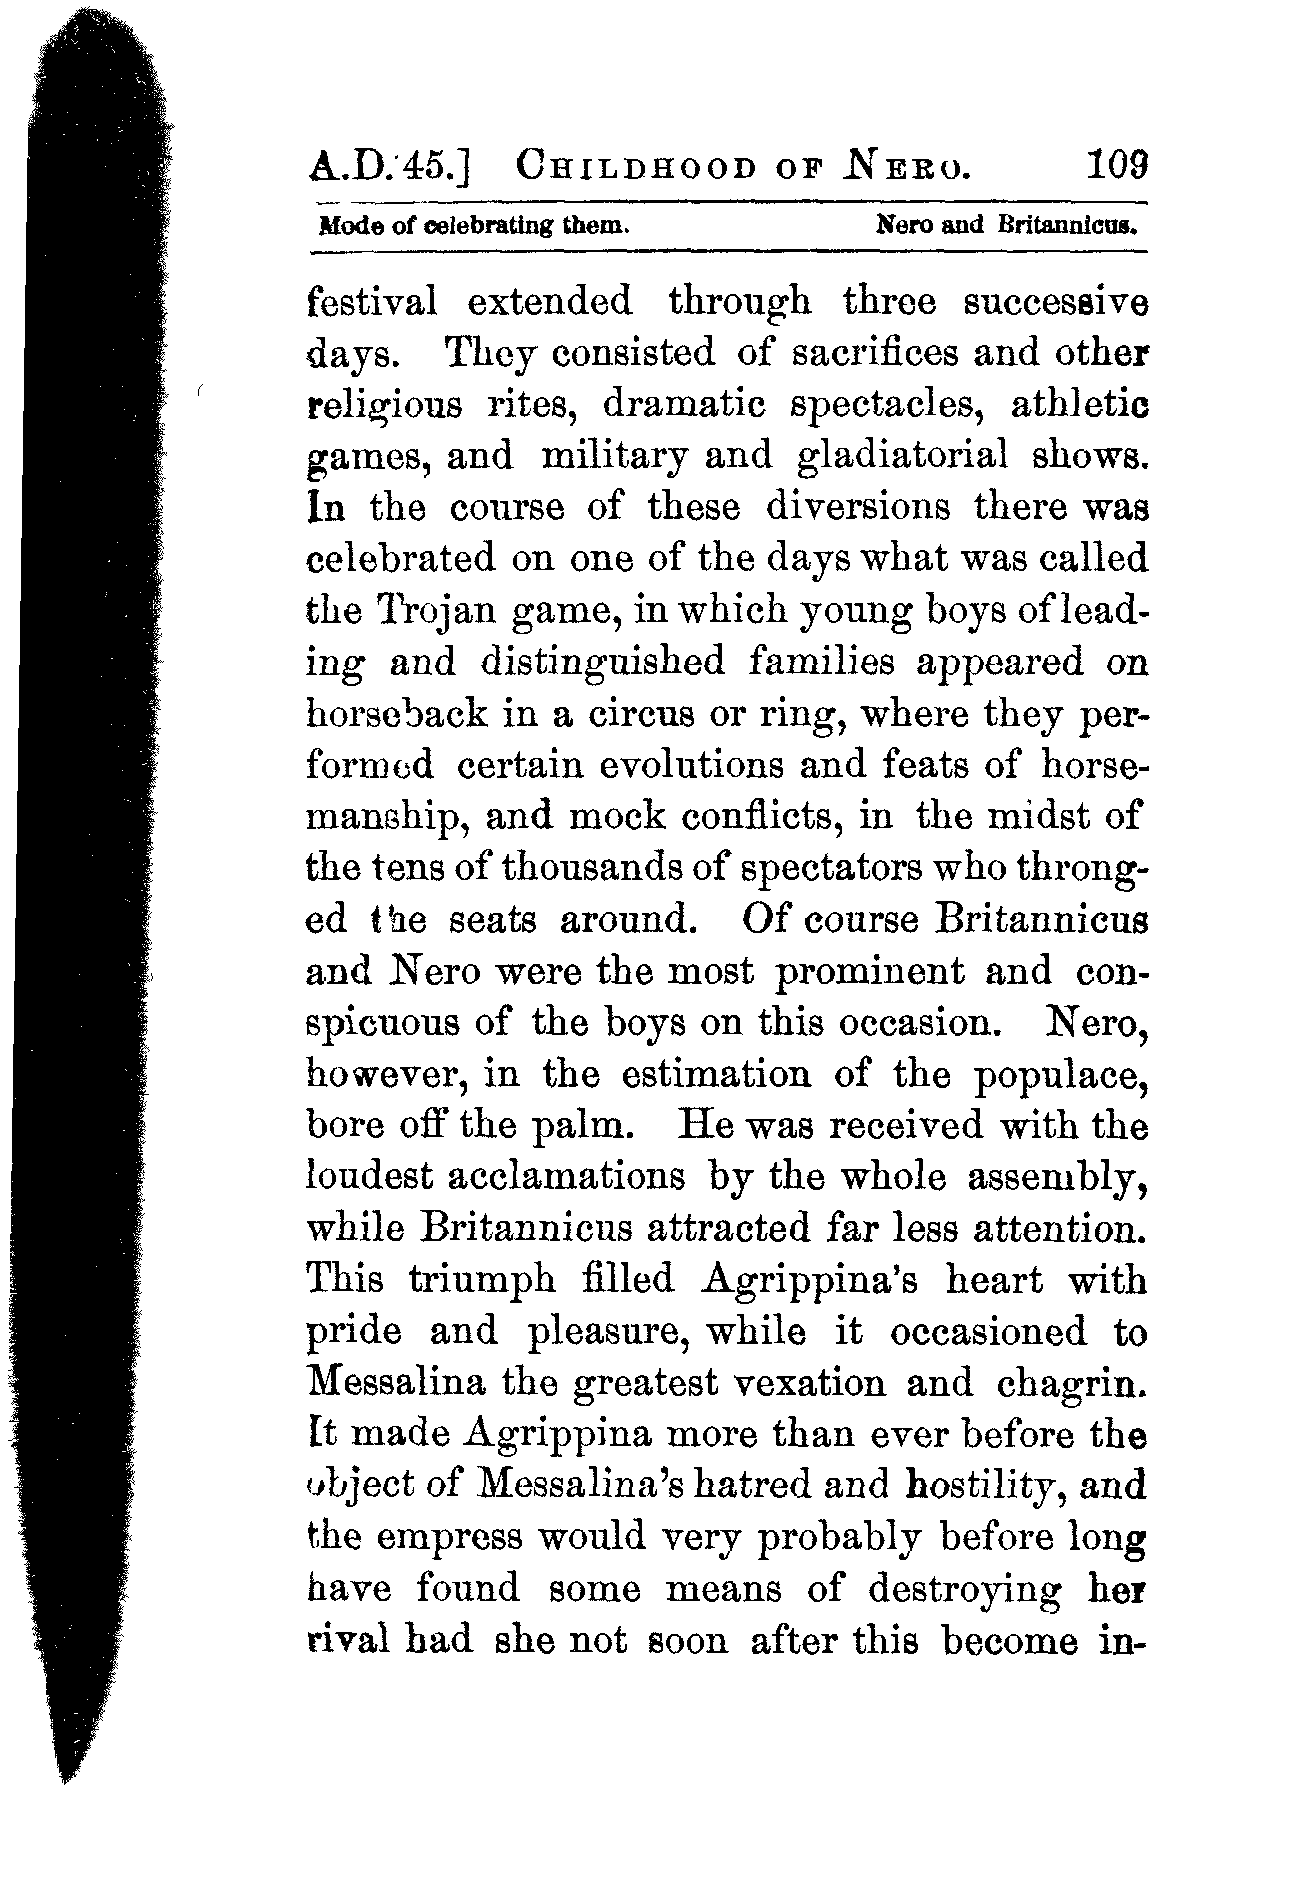 A.D. 45.] CHILDHOOD OF NERO. 109
Mode of celebrating them. Nero and Britannicus.
festival extended through three successive
days. They consisted of sacrifices and other
religious rites, dramatic spectacles, athletic
games, and military and gladiatorial shows.
In the course of these diversions there was
celebrated on one of the days what was called
the Trojan game, in which young boys of lead-
ing and distinguished families appeared on
horseback in a circus or ring, where they per-
formed certain evolutions and feats of horse-
manship, and mock conflicts, in the midst of
the tens of thousands of spectators who throng-
ed the seats around. Of course Britannicus
and Nero were the most prominent and con-
spicuous of the boys on this occasion. Nero,
however, in the estimation of the populace,
bore off the palm. He was received with the
loudest acclamations by the whole assembly,
while Britannicus attracted far less attention.
This triumph filled Agrippina's heart with
pride and pleasure, while it occasioned to
Messalina the greatest vexation and chagrin.
It made Agrippina more than ever before the
object of Messalina's hatred and hostility, and
the empress would very probably before long
have found some means of destroying her
rival had she not soon after this become in-